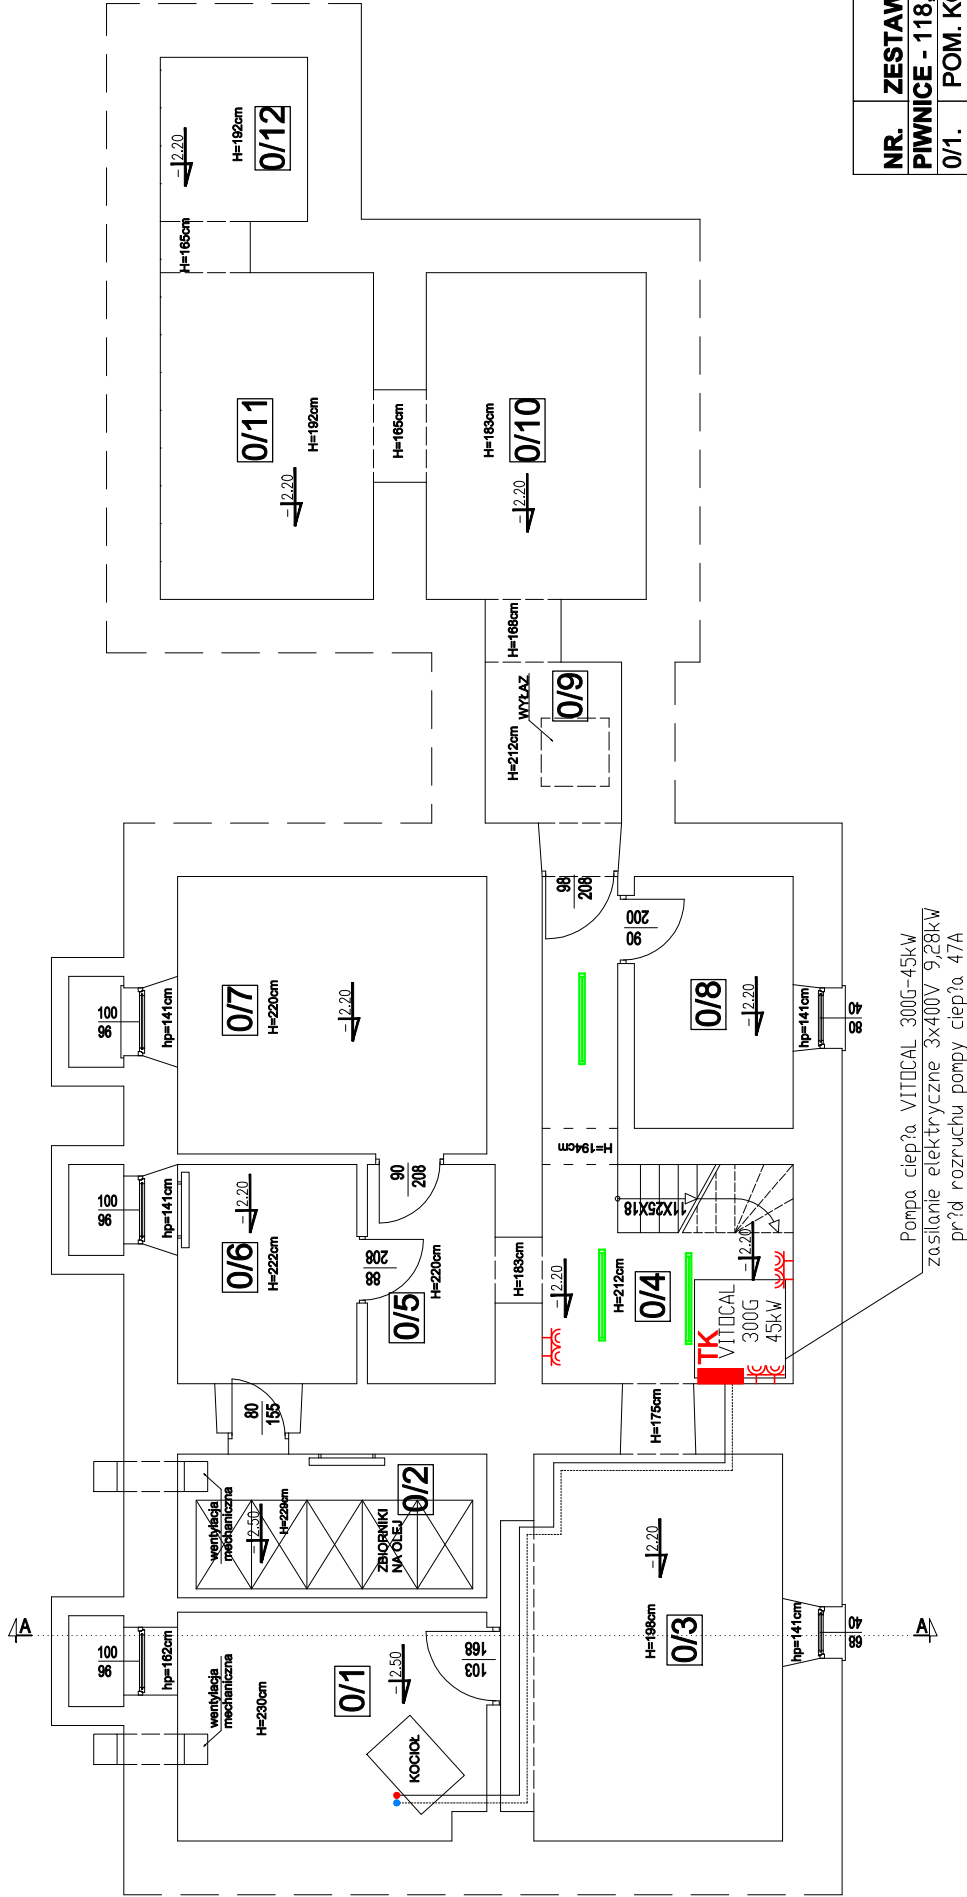 NR. ZESTAW
PIWNICE - 118,
0/1. POM. K
-2.20
H=192cm
0/12
H=165cm
0/11
H=192cm
-2.20
H=165cm
H=183cm
0/10
-2.20
H=168cm
0/9
WYŁAZ
H=212cm
98
208
90
200
100
96
hp=141cm
0/7
H=220cm
-2.20
0/8
-2.20
hp=141cm
40
80
H=194cm
90
208
100
96
hp=141cm
-2.20
0/6
H=222cm
88
208
0/5
H=220cm
H=183cm
-2.20
H=212cm
0/4
11X25X18
-2.20
TK
VITOCAL
300G
45kW
Pompa ciep?a VITOCAL 300G-45kW
zasilanie elektryczne 3x400V 9,28kW
pr?d rozruchu pompy ciep?a 47A
80
155
H=175cm
wentylacja
mechaniczna
-2.50
H=229cm
ZBIORNIKI
NA OLEJ
0/2
A
100
96
hp=162cm
wentylacja
mechaniczna
H=230cm
0/1
-2.50
103
168
KOCIOŁ
-2.20
H=198cm
0/3
hp=141cm
40
68
A